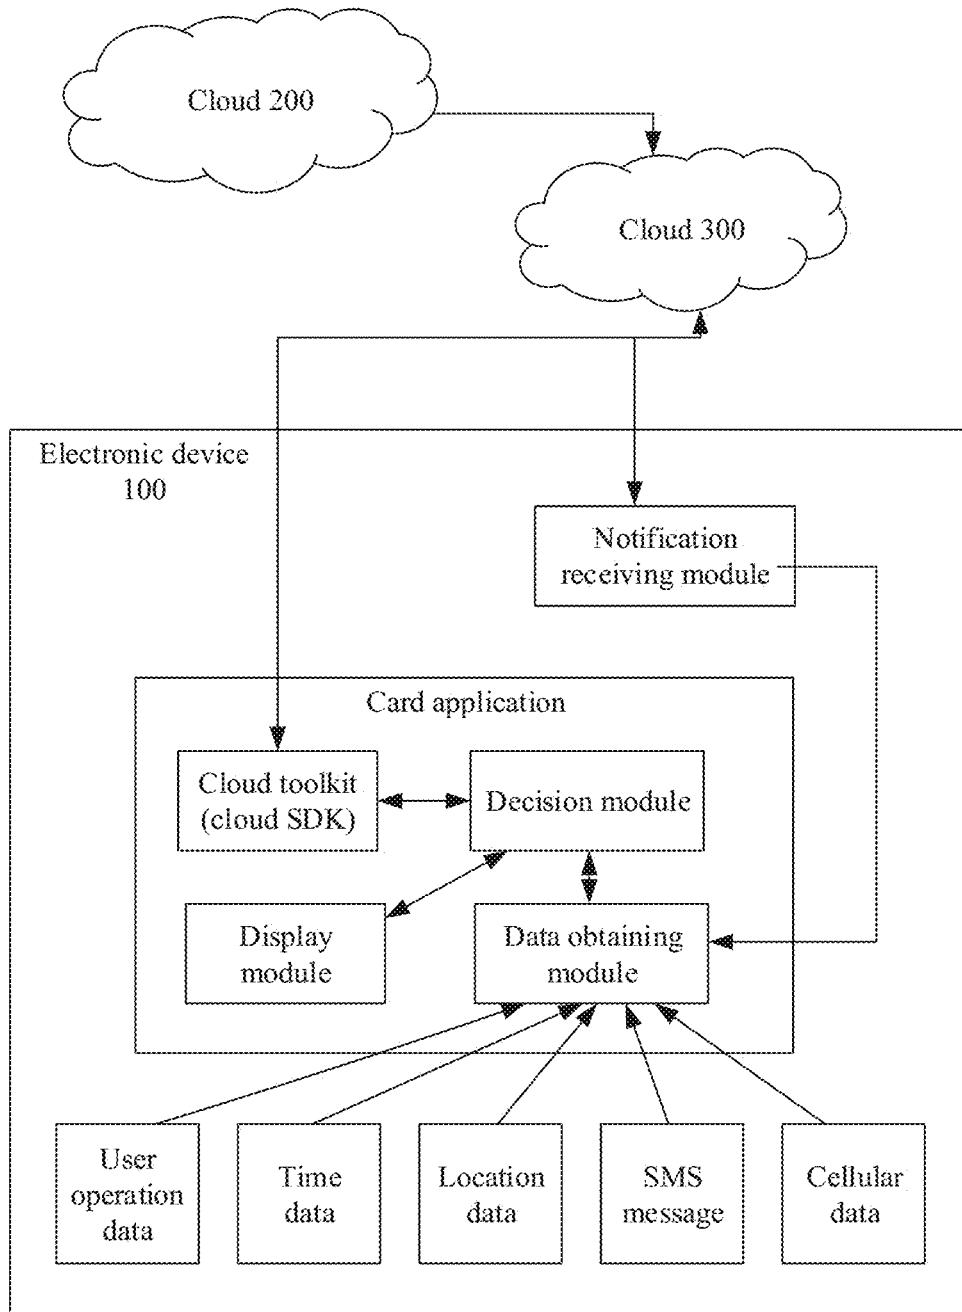 Cloud 200
Cloud 300
Electronic device
100
Notification
receiving module
Card application
Cloud toolkit
(cloud SDK)
Decision module
Display
module
Data obtaining
module
User
operation
data
Time
data
Location
data
SMS
message
Cellular
data